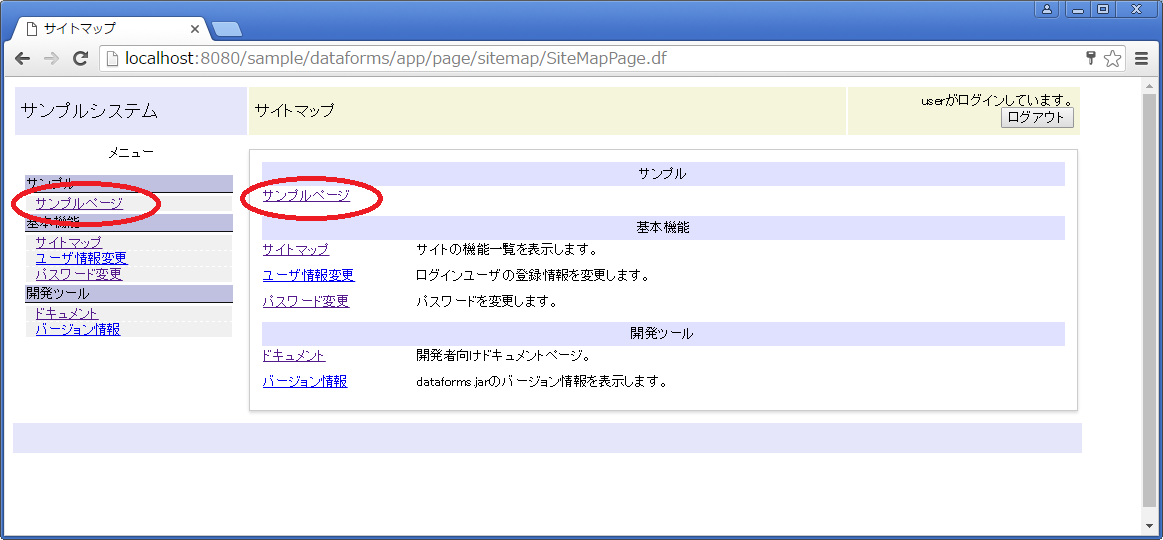 サイトマップ
localhost:8080/sample/dataforms/app/page/sitemap/SiteMapPage.df
サンプルシステム
サイトマップ
userがログインしています。
ログアウト
メニュー
サンプル
サンプルページ
基本機能
サイトマップ
ユーザ情報変更
パスワード変更
開発ツール
ドキュメント
バージョン情報
サンプル
サンプルページ
基本機能
サイトマップ サイトの機能一覧を表示します。
ユーザ情報変更 ログインユーザの登録情報を変更します。
パスワード変更 パスワードを変更します。
開発ツール
ドキュメント 開発者向けドキュメントページ。
バージョン情報 dataforms.jarのバージョン情報を表示します。